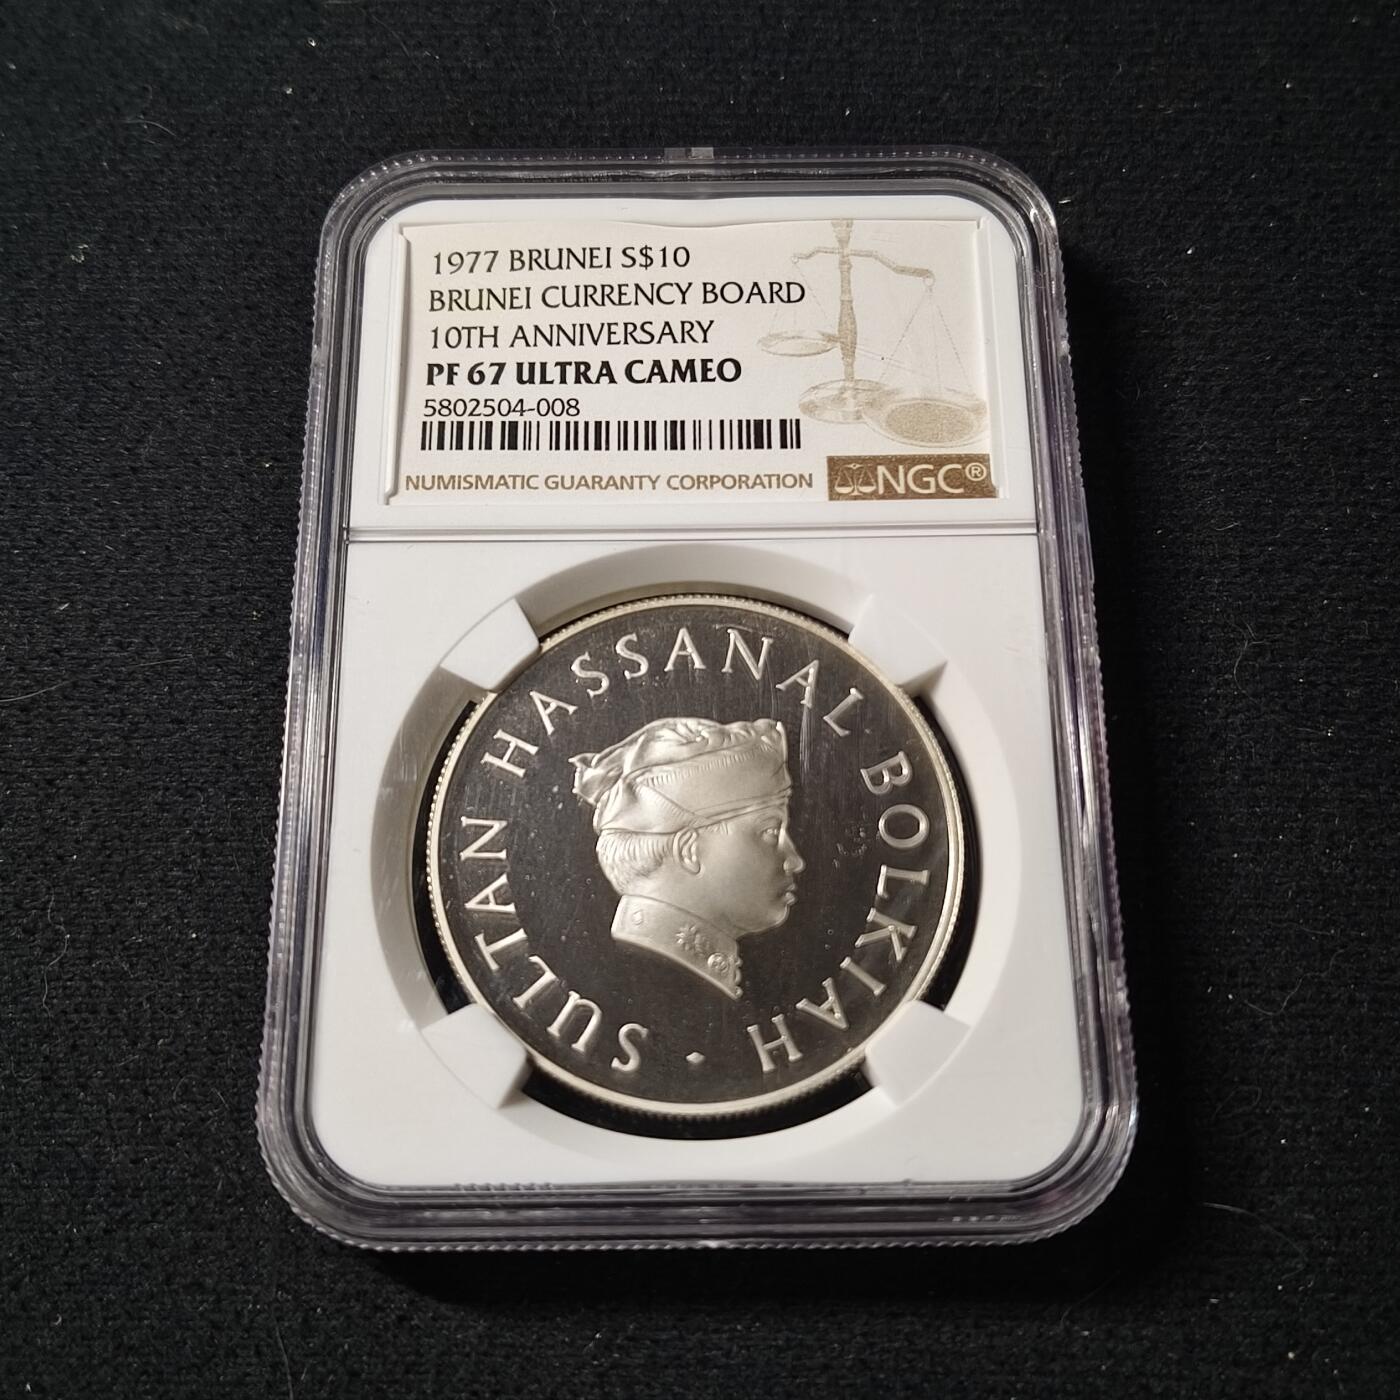 1977 BRUNEI S$10
BRUNEI CURRENCY BOARD
10TH ANNIVERSARY
PF 67 ULTRA CAMEO
5802504-008
NUMISMATIC GUARANTY CORPORATION
NGC®
SULTAN HASSANAL BOLKIAH ·